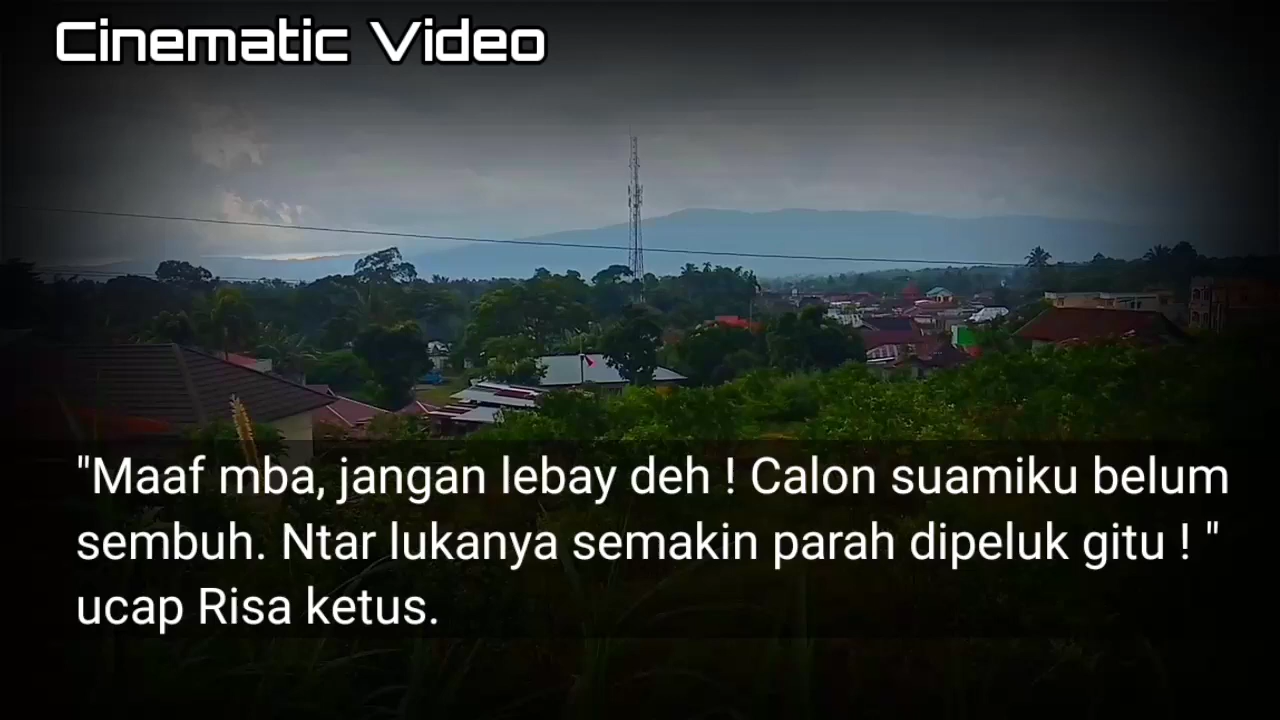 Cinematic Video
"Maaf mba, jangan lebay deh ! Calon suamiku belum
sembuh. Ntar lukanya semakin parah dipeluk gitu ! "
ucap Risa ketus.